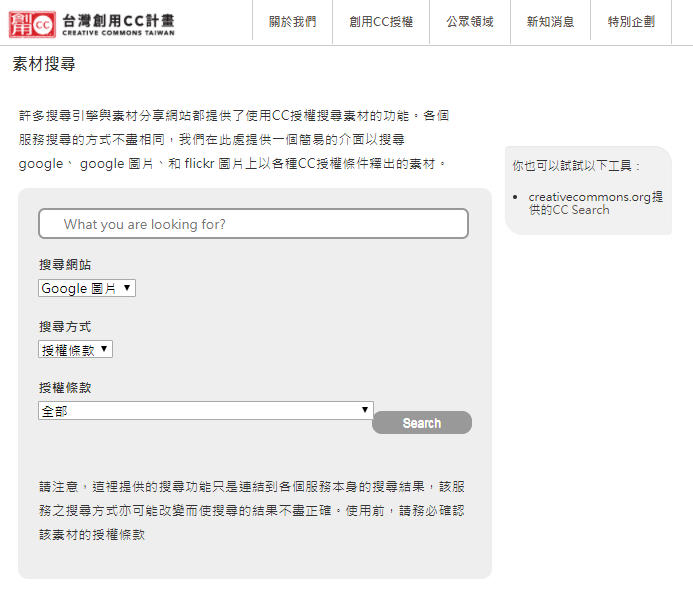 創用CC 台灣創用CC計畫
CREATIVE COMMONS TAIWAN
關於我們 創用CC授權 公眾領域 新知消息 特別企劃
素材搜尋
許多搜尋引擎與素材分享網站都提供了使用CC授權搜尋素材的功能。各個
服務搜尋的方式不盡相同，我們在此處提供一個簡易的介面以搜尋
google、 google 圖片、和 flickr 圖片上以各種CC授權條件釋出的素材。
What you are looking for?
搜尋網站
Google 圖片
搜尋方式
授權條款
授權條款
全部
Search
請注意，這裡提供的搜尋功能只是連結到各個服務本身的搜尋結果，該服
務之搜尋方式亦可能改變而使搜尋的結果不盡正確。使用前，請務必確認
該素材的授權條款
你也可以試試以下工具：
creativecommons.org提
供的CC Search